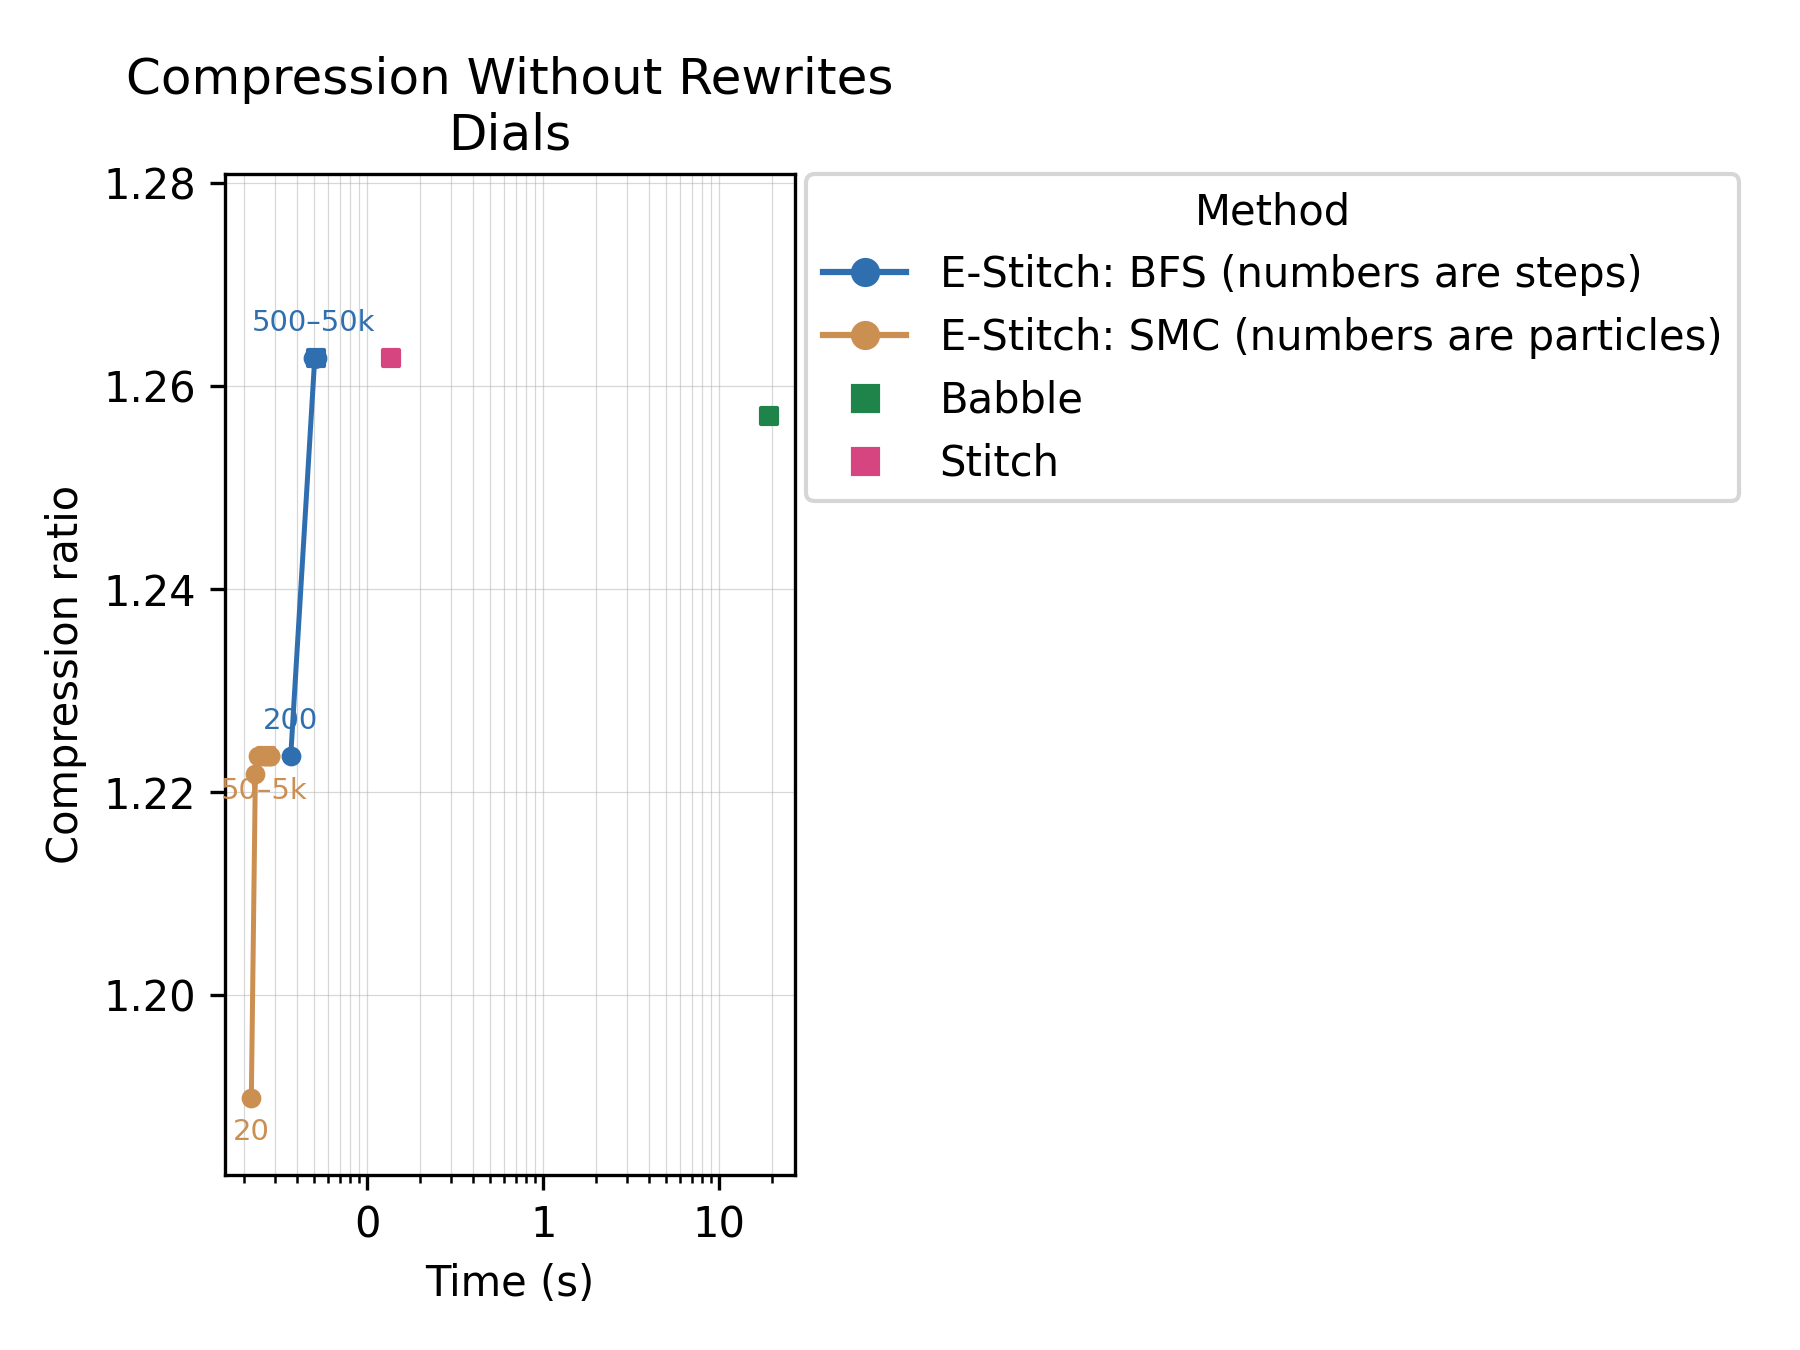 Compression Without Rewrites
Dials
1.28
1.26
1.24
1.22
1.20
Compression ratio
500–50k
200
50–5k
20
0
1
10
Time (s)
Method
E-Stitch: BFS (numbers are steps)
E-Stitch: SMC (numbers are particles)
Babble
Stitch